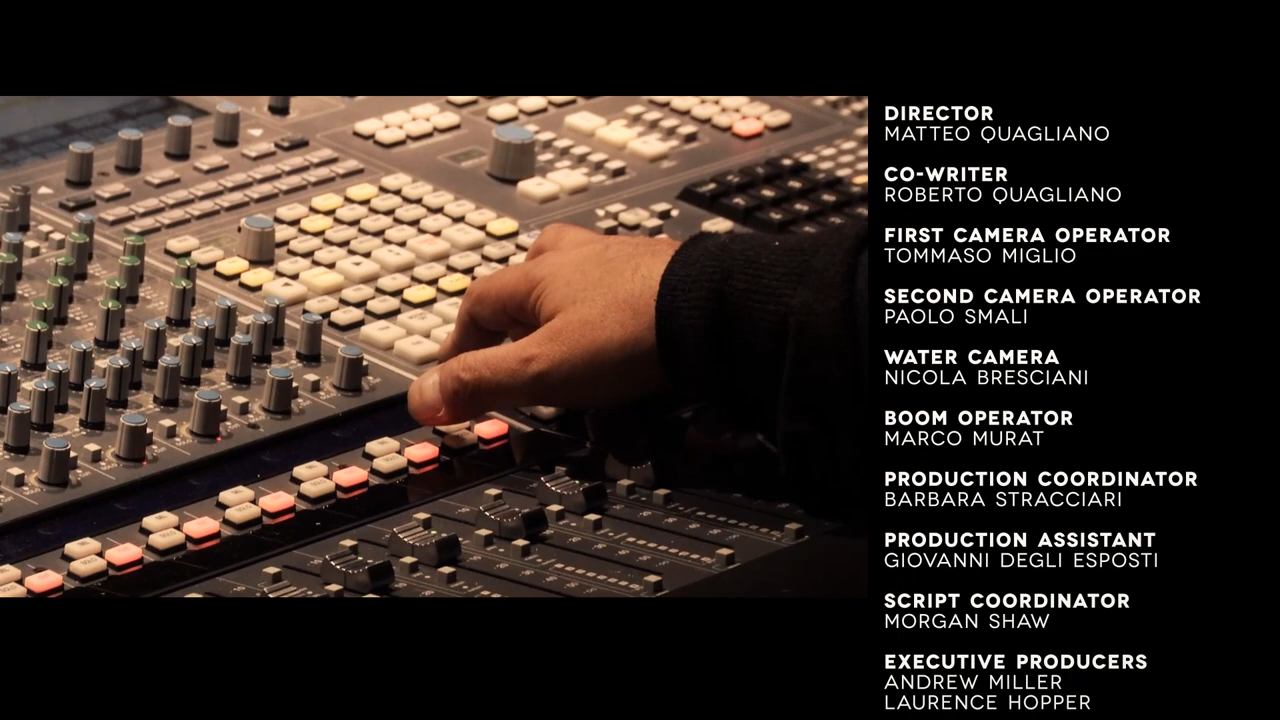 DIRECTOR
MATTEO QUAGLIANO
CO-WRITER
ROBERTO QUAGLIANO
FIRST CAMERA OPERATOR
TOMMASO MIGLIO
SECOND CAMERA OPERATOR
PAOLO SMALI
WATER CAMERA
NICOLA BRESCIANI
BOOM OPERATOR
MARCO MURAT
PRODUCTION COORDINATOR
BARBARA STRACCIARI
PRODUCTION ASSISTANT
GIOVANNI DEGLI ESPOSTI
SCRIPT COORDINATOR
MORGAN SHAW
EXECUTIVE PRODUCERS
ANDREW MILLER
LAURENCE HOPPER